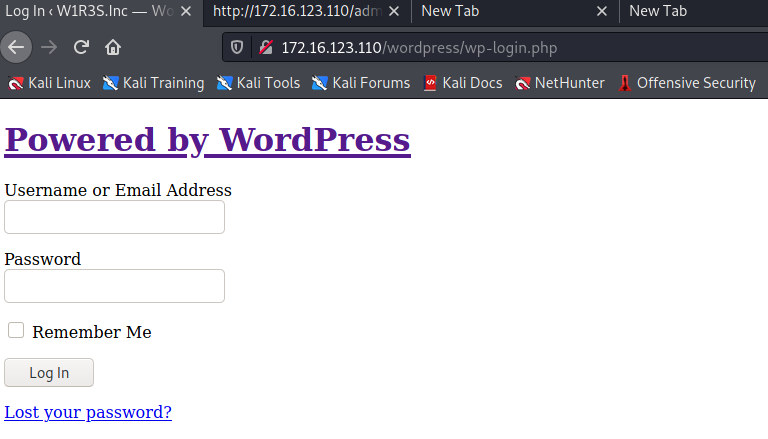 Log In ‹ W1R3S.Inc — Wo
http://172.16.123.110/adm
New Tab
New Tab
172.16.123.110/wordpress/wp-login.php
Kali Linux
Kali Training
Kali Tools
Kali Forums
Kali Docs
NetHunter
Offensive Security
Powered by WordPress
Username or Email Address
Password
Remember Me
Log In
Lost your password?